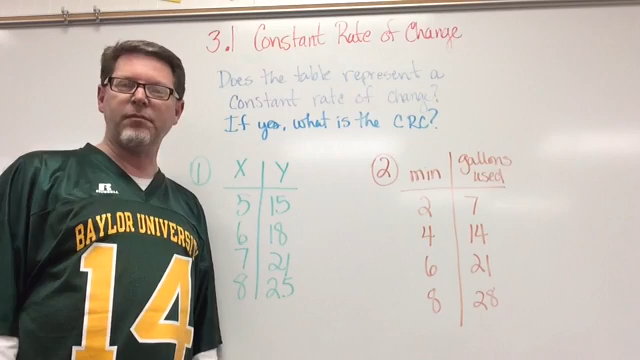 3.1 Constant Rate of Change
Does the table represent a
constant rate of change?
If yes, what is the CRC?
1 X Y
5 15
6 18
7 21
8 25
2 min gallons used
2 7
4 14
6 21
8 28
R
RUSSELL
BAYLOR UNIVERSI
14